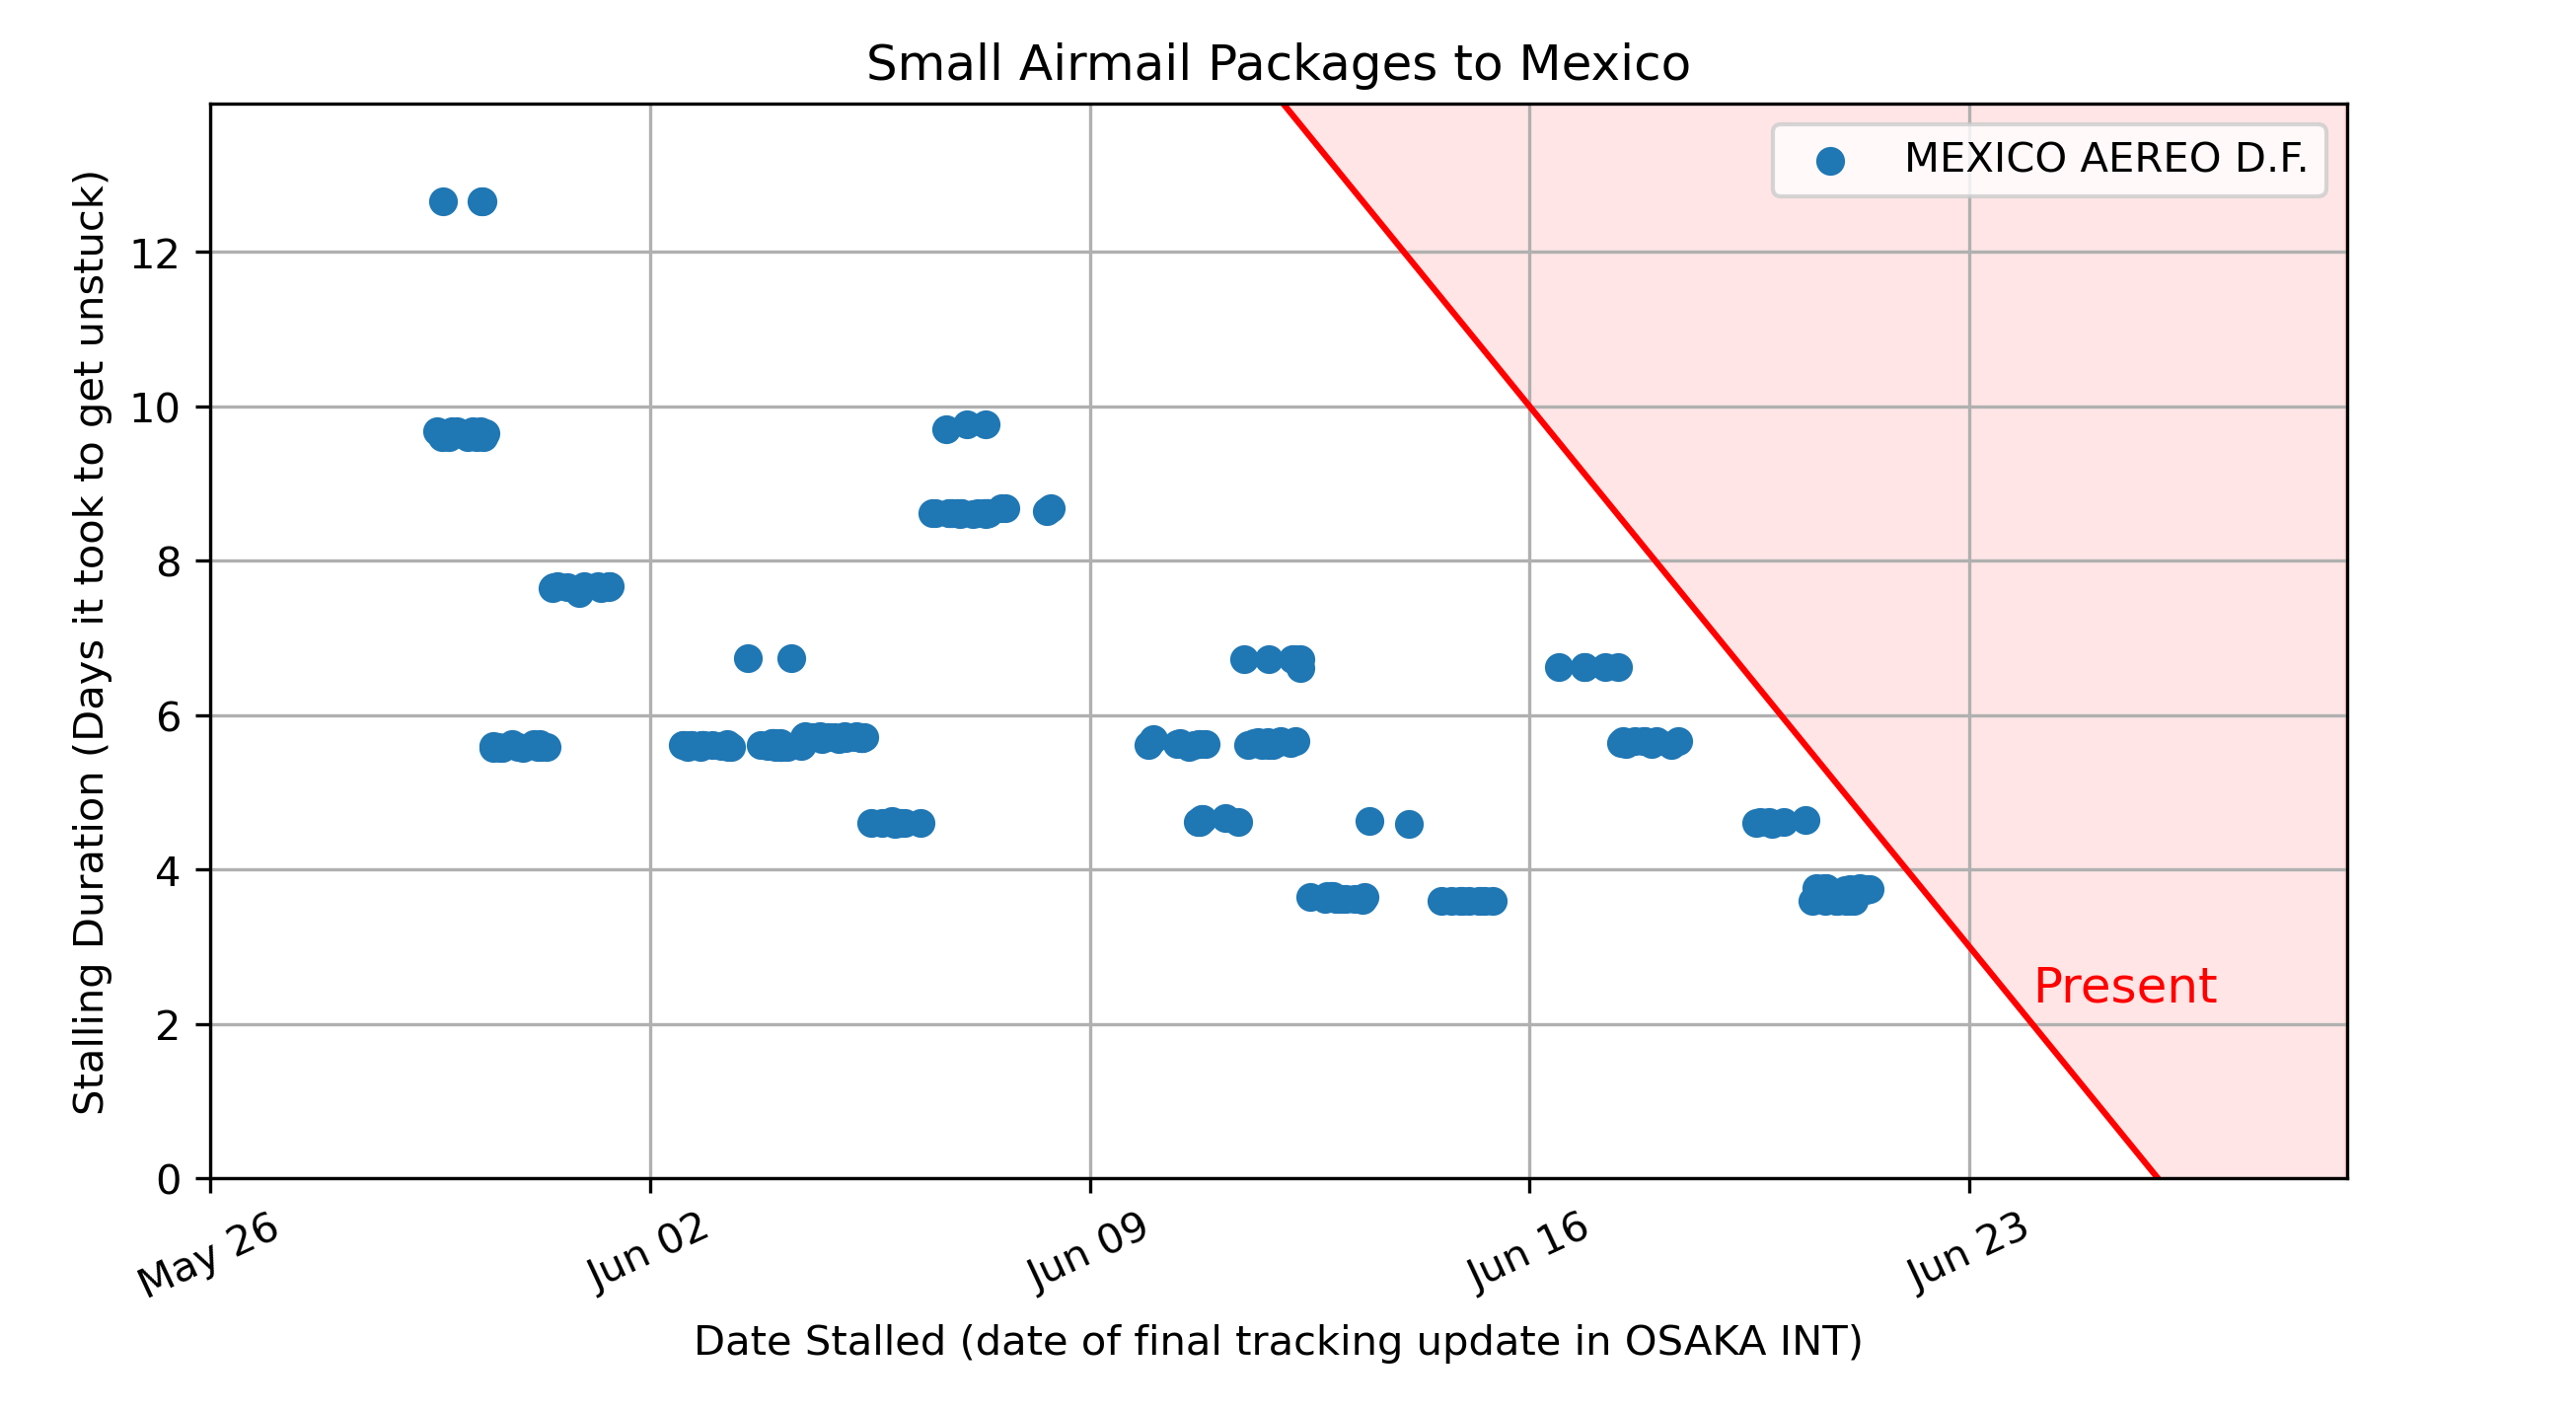 Small Airmail Packages to Mexico
MEXICO AEREO D.F.
Stalling Duration (Days it took to get unstuck)
12
10
8
6
4
2
0
Present
May 26
Jun 02
Jun 09
Jun 16
Jun 23
Date Stalled (date of final tracking update in OSAKA INT)